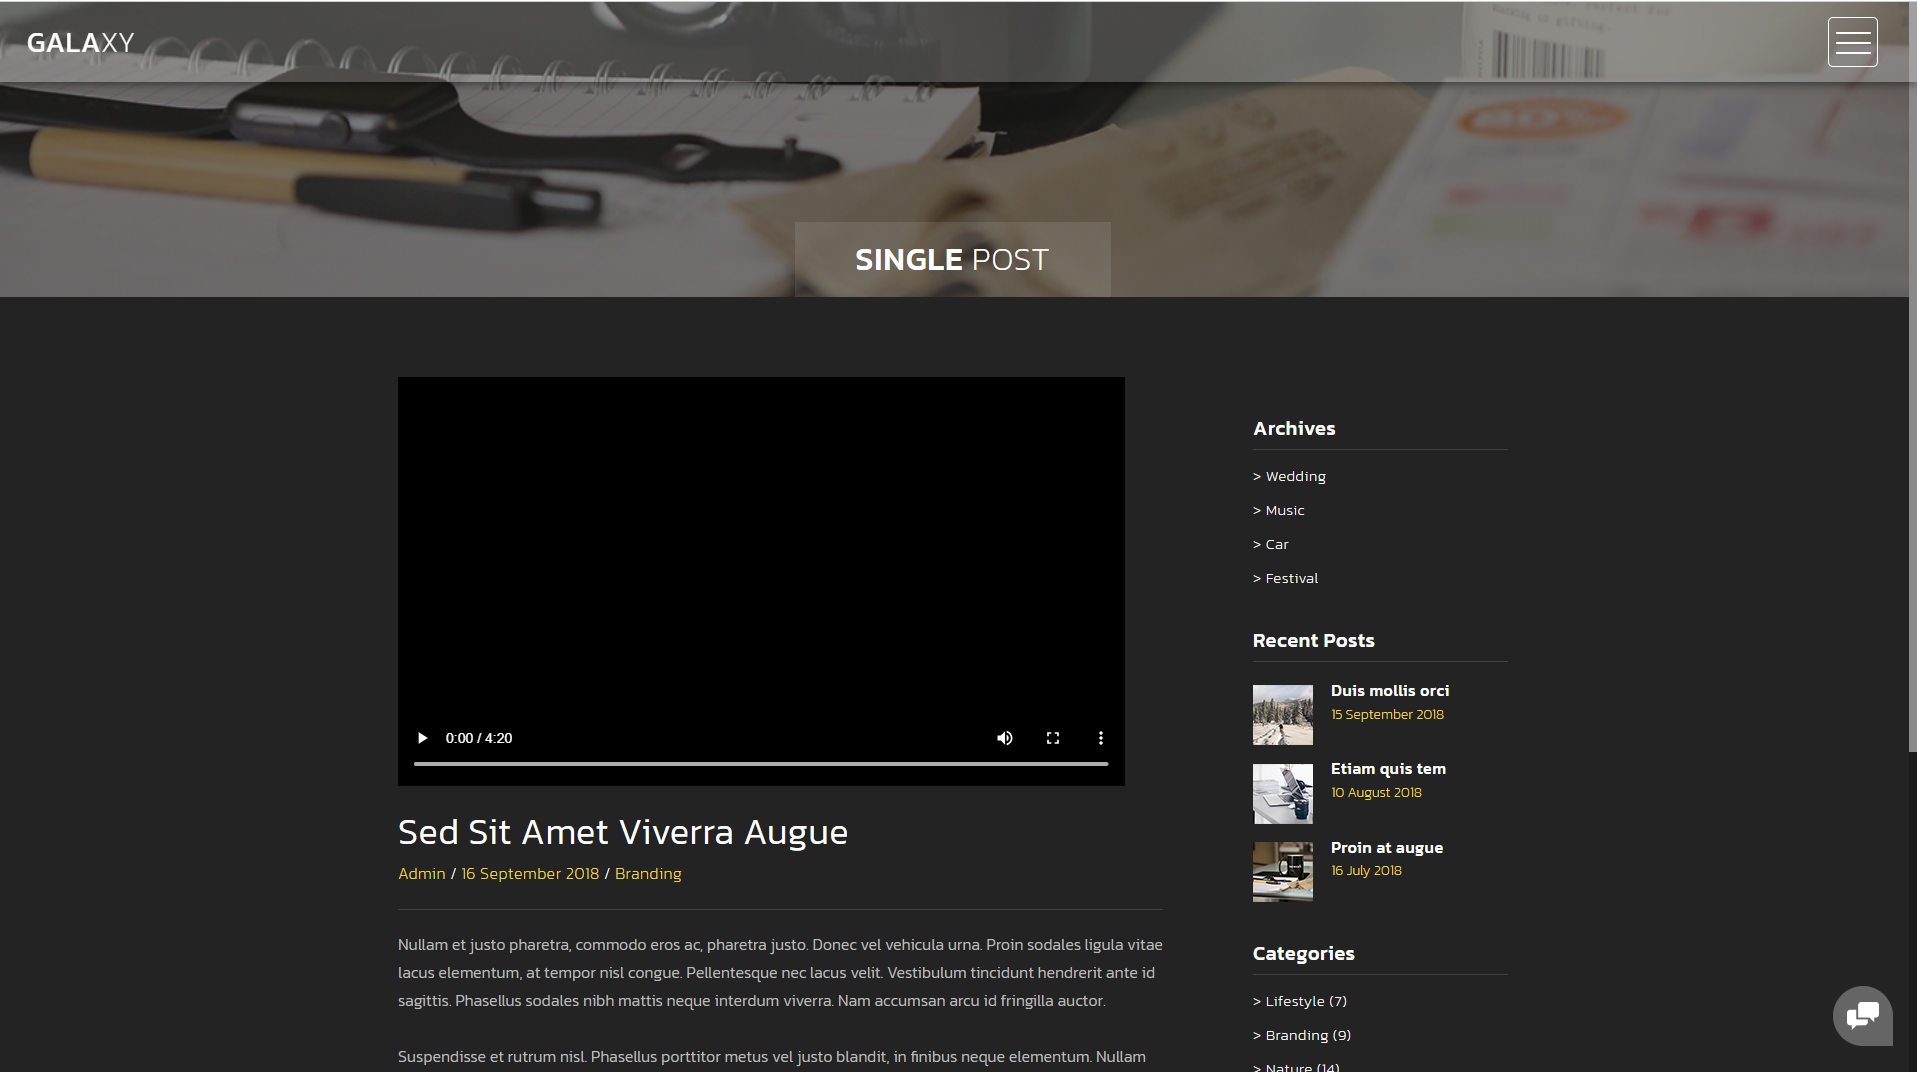 GALAXY
SINGLE POST
0:00 / 4:20
Sed Sit Amet Viverra Augue
Admin / 16 September 2018 / Branding
Nullam et justo pharetra, commodo eros ac, pharetra justo. Donec vel vehicula urna. Proin sodales ligula vitae
lacus elementum, at tempor nisl congue. Pellentesque nec lacus velit. Vestibulum tincidunt hendrerit ante id
sagittis. Phasellus sodales nibh mattis neque interdum viverra. Nam accumsan arcu id fringilla auctor.
Suspendisse et rutrum nisl. Phasellus porttitor metus vel justo blandit, in finibus neque elementum. Nullam
Archives
> Wedding
> Music
> Car
> Festival
Recent Posts
Duis mollis orci
15 September 2018
Etiam quis tem
10 August 2018
Proin at augue
16 July 2018
Categories
> Lifestyle (7)
> Branding (9)
> Nature (14)